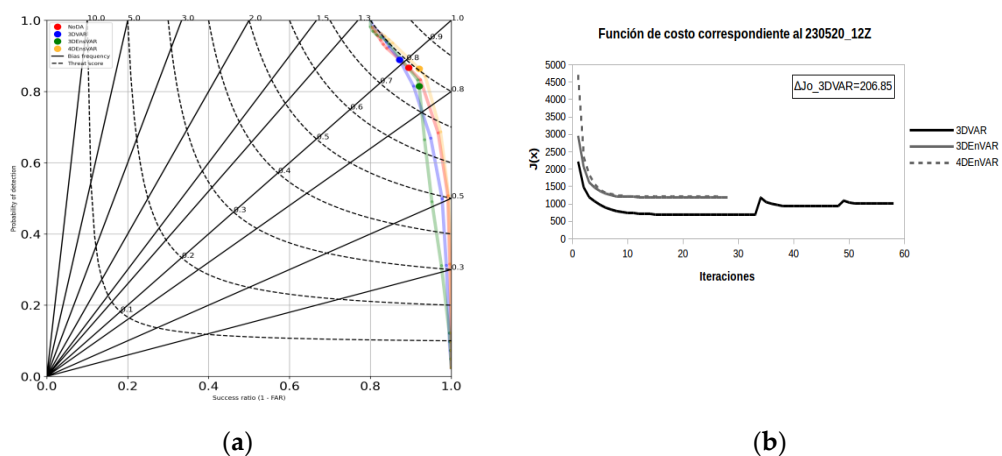 10.0 5.0 3.0 2.0 1.5 1.3 1.0
1.0
NoDA
3DVAR
3DEnsVAR
4DEnsVAR
Bias frequency
Threat score
0.9
0.8
0.8
0.7
0.8
0.6
0.6
0.5
0.4
0.5
0.4
0.3
0.3
0.2
0.2
0.1
0.0
0.0 0.2 0.4 0.6 0.8 1.0
Probability of detection
Success ratio (1 - FAR)
(a)
Función de costo correspondiente al 230520_12Z
5000
4500
4000
3500
3000
2500
2000
1500
1000
500
0
0 10 20 30 40 50 60
J(x)
Iteraciones
ΔJo_3DVAR=206.85
3DVAR
3DEnVAR
4DEnVAR
(b)